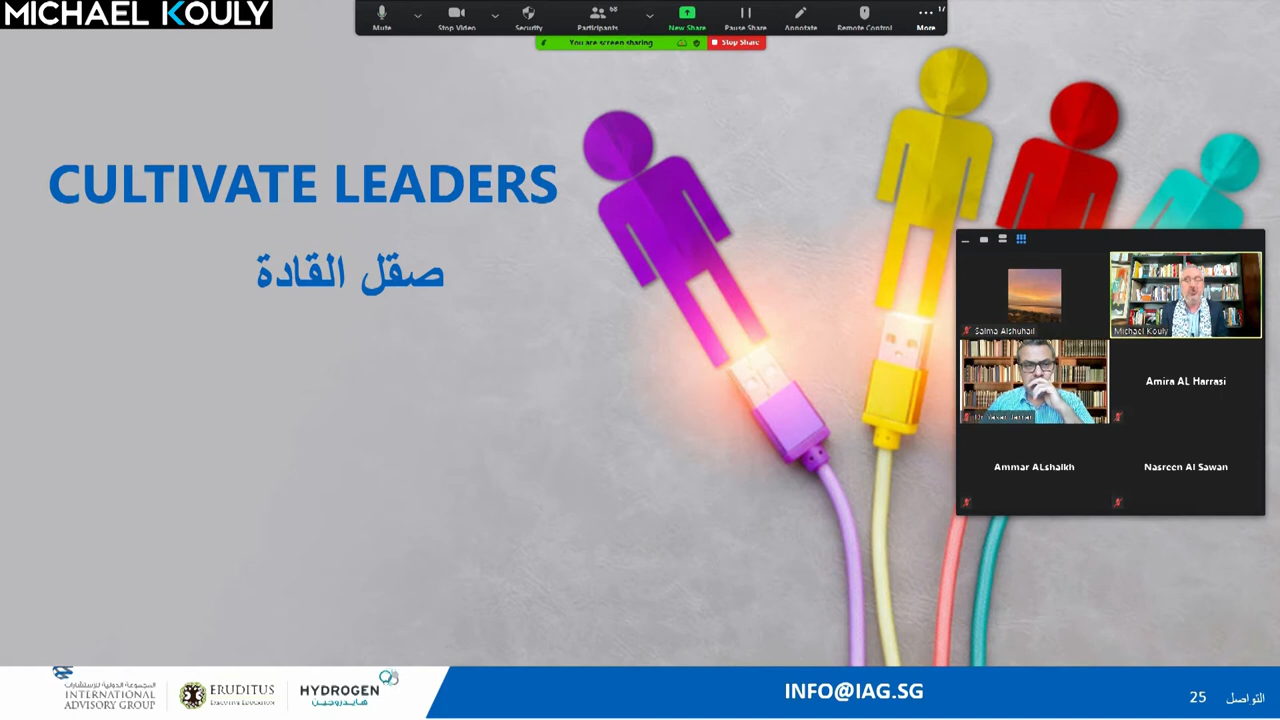 MICHAEL KOULY
Mute
Stop Video
Security
68
Participants
New Share
Pause Share
Annotate
Remote Control
17
More
You are screen sharing
Stop Share
CULTIVATE LEADERS
صقل القادة
Salma Alshuhail
Michael Kouly
Amira AL Harrasi
Ammar ALshaikh
Nasreen Al Sawan
المجموعة الدولية للإستشارات
INTERNATIONAL
ADVISORY GROUP
ERUDITUS
EXECUTIVE EDUCATION
HYDROGEN
هايدروجين
INFO@IAG.SG
25
التواصل